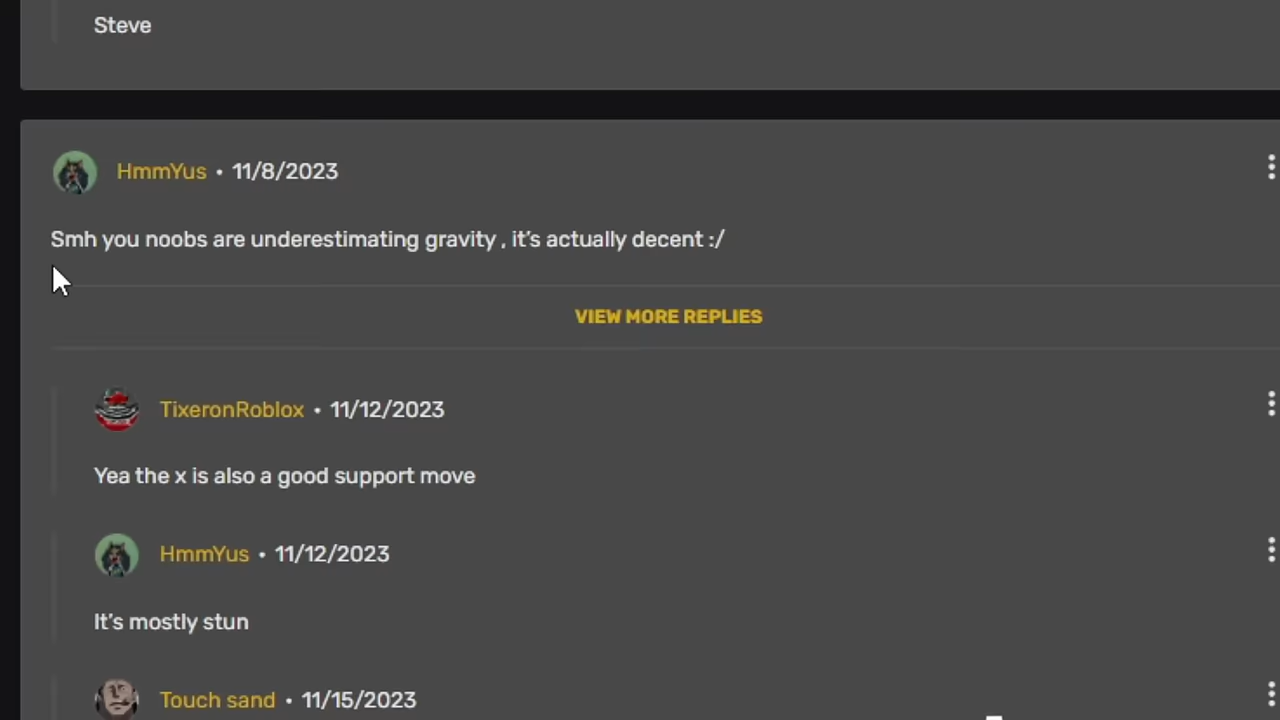 Steve
HmmYus • 11/8/2023
Smh you noobs are underestimating gravity , it's actually decent :/
VIEW MORE REPLIES
TixeronRoblox • 11/12/2023
Yea the x is also a good support move
HmmYus • 11/12/2023
It's mostly stun
Touch sand • 11/15/2023